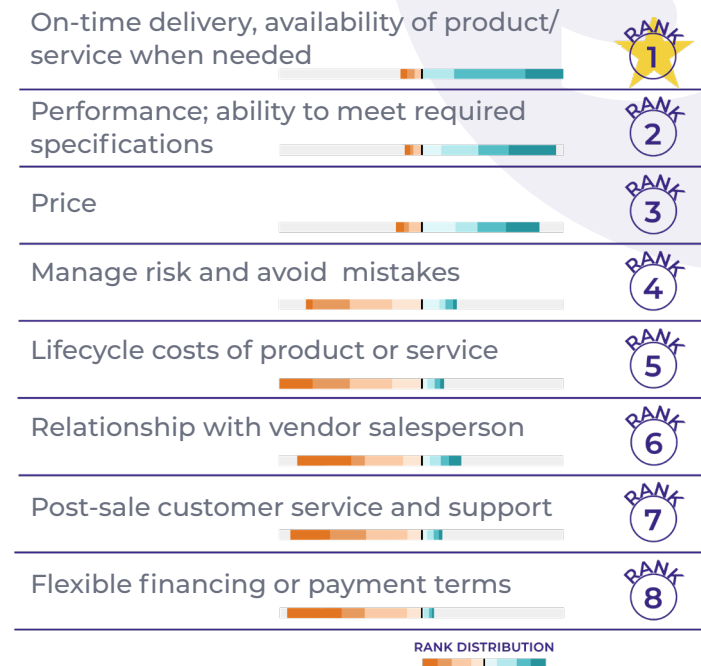 On-time delivery, availability of product/
service when needed
RANK
1
Performance; ability to meet required
specifications
RANK
2
Price
RANK
3
Manage risk and avoid  mistakes
RANK
4
Lifecycle costs of product or service
RANK
5
Relationship with vendor salesperson
RANK
6
Post-sale customer service and support
RANK
7
Flexible financing or payment terms
RANK
8
RANK DISTRIBUTION